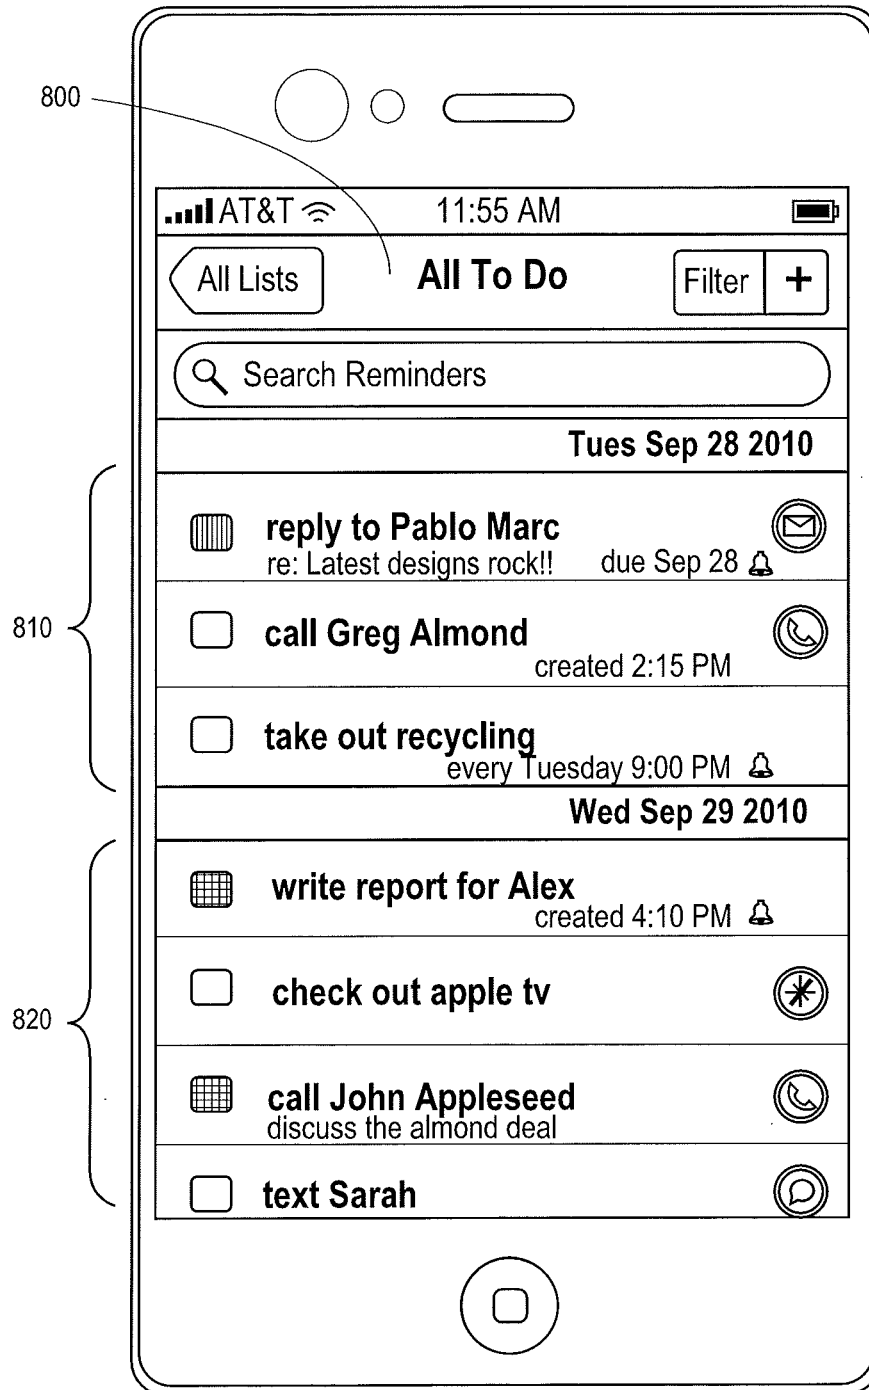 800
AT&T 11:55 AM
All Lists All To Do Filter +
Search Reminders
Tues Sep 28 2010
reply to Pablo Marc
re: Latest designs rock!! due Sep 28
810
call Greg Almond
created 2:15 PM
take out recycling
every Tuesday 9:00 PM
Wed Sep 29 2010
write report for Alex
created 4:10 PM
820
check out apple tv
call John Appleseed
discuss the almond deal
text Sarah